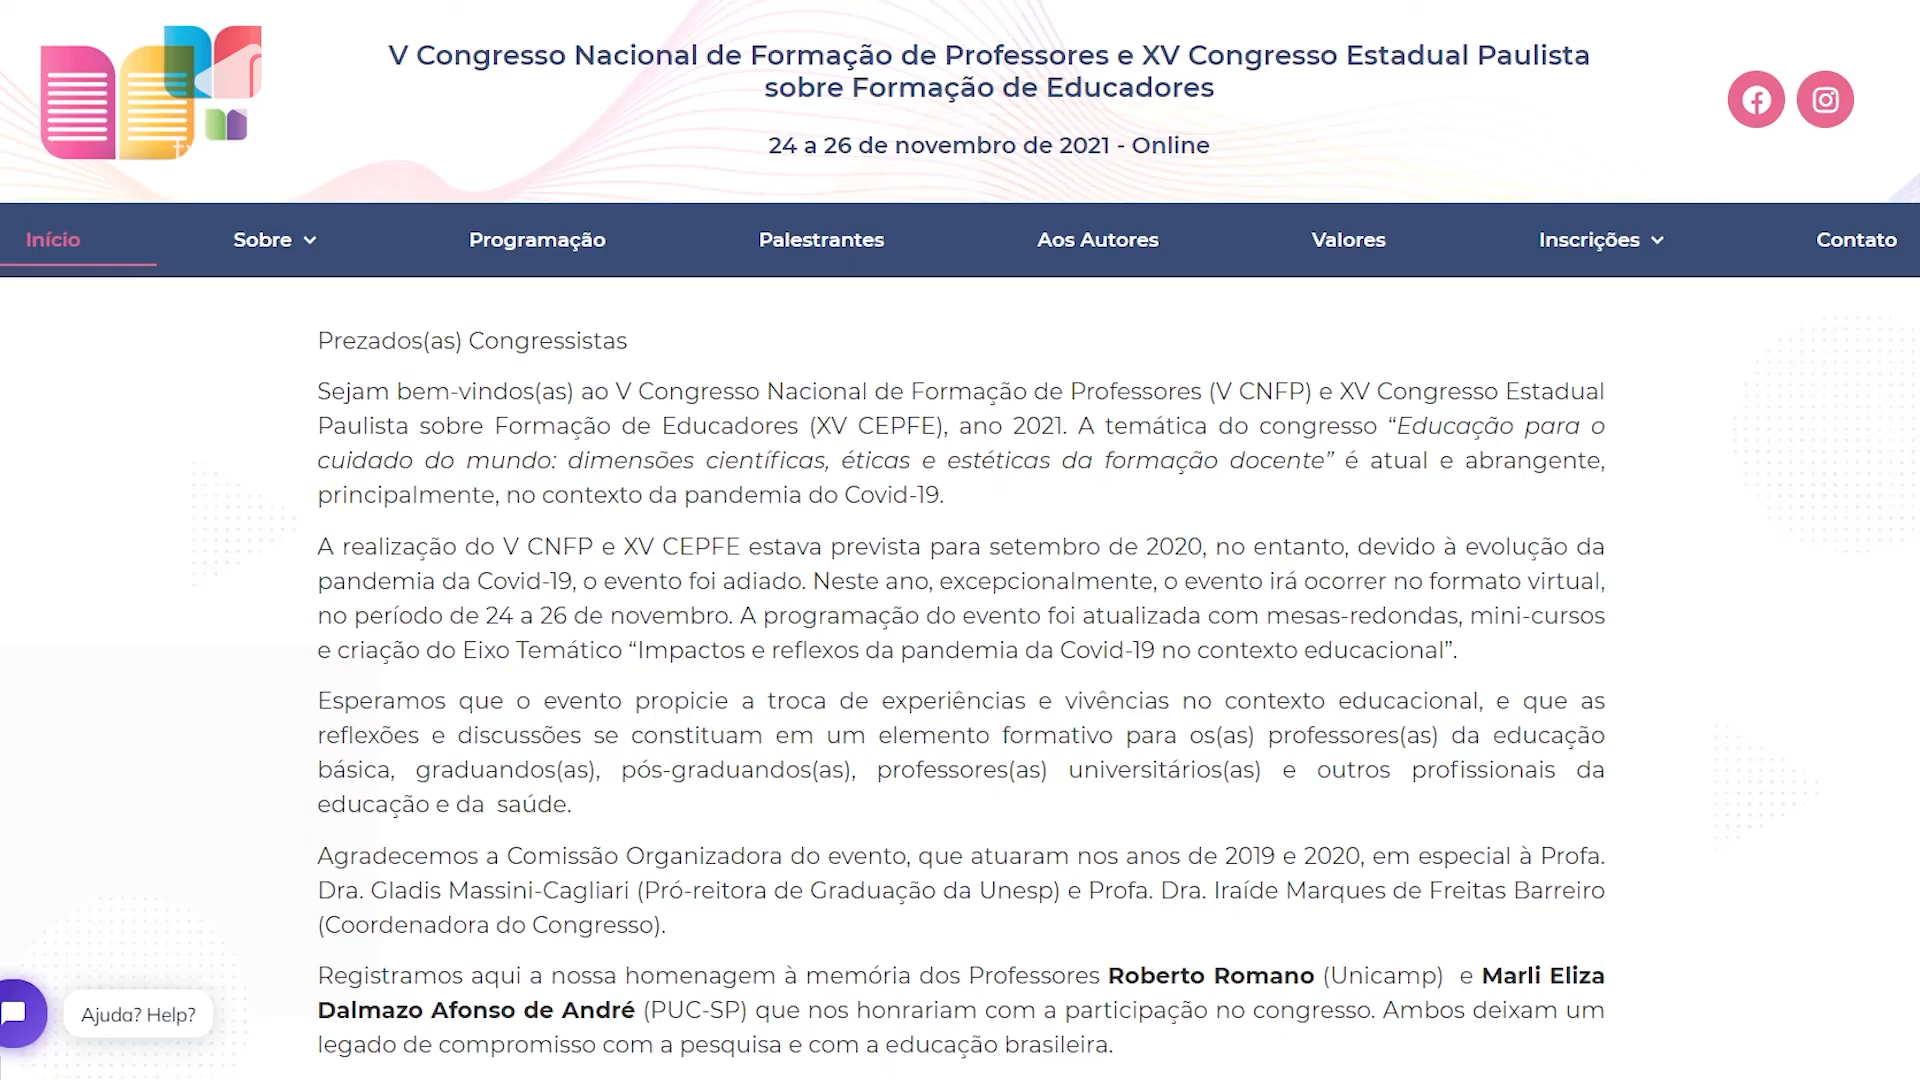 V Congresso Nacional de Formação de Professores e XV Congresso Estadual Paulista
sobre Formação de Educadores
24 a 26 de novembro de 2021 - Online
Início
Sobre
Programação
Palestrantes
Aos Autores
Valores
Inscrições
Contato
Prezados(as) Congressistas
Sejam bem-vindos(as) ao V Congresso Nacional de Formação de Professores (V CNFP) e XV Congresso Estadual
Paulista sobre Formação de Educadores (XV CEPFE), ano 2021. A temática do congresso “Educação para o
cuidado do mundo: dimensões científicas, éticas e estéticas da formação docente” é atual e abrangente,
principalmente, no contexto da pandemia do Covid-19.
A realização do V CNFP e XV CEPFE estava prevista para setembro de 2020, no entanto, devido à evolução da
pandemia da Covid-19, o evento foi adiado. Neste ano, excepcionalmente, o evento irá ocorrer no formato virtual,
no período de 24 a 26 de novembro. A programação do evento foi atualizada com mesas-redondas, mini-cursos
e criação do Eixo Temático “Impactos e reflexos da pandemia da Covid-19 no contexto educacional”.
Esperamos que o evento propicie a troca de experiências e vivências no contexto educacional, e que as
reflexões e discussões se constituam em um elemento formativo para os(as) professores(as) da educação
básica, graduandos(as), pós-graduandos(as), professores(as) universitários(as) e outros profissionais da
educação e da saúde.
Agradecemos a Comissão Organizadora do evento, que atuaram nos anos de 2019 e 2020, em especial à Profa.
Dra. Gladis Massini-Cagliari (Pró-reitora de Graduação da Unesp) e Profa. Dra. Iraíde Marques de Freitas Barreiro
(Coordenadora do Congresso).
Registramos aqui a nossa homenagem à memória dos Professores Roberto Romano (Unicamp) e Marli Eliza
Dalmazo Afonso de André (PUC-SP) que nos honrariam com a participação no congresso. Ambos deixam um
legado de compromisso com a pesquisa e com a educação brasileira.
Ajuda? Help?